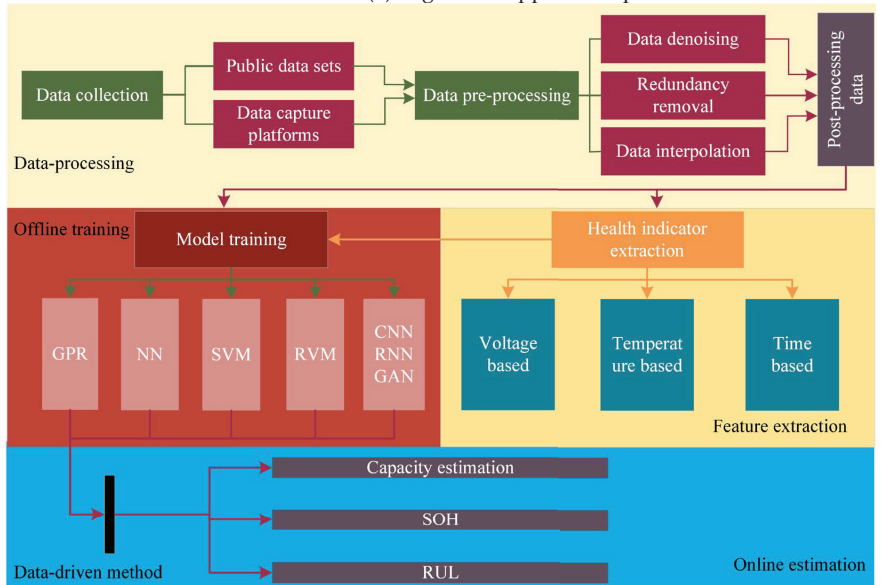 Data collection
Public data sets
Data capture
platforms
Data pre-processing
Data denoising
Redundancy
removal
Data interpolation
Post-processing
data
Data-processing
Offline training
Model training
Health indicator
extraction
GPR
NN
SVM
RVM
CNN
RNN
GAN
Voltage
based
Temperat
ure based
Time
based
Feature extraction
Capacity estimation
SOH
RUL
Data-driven method
Online estimation